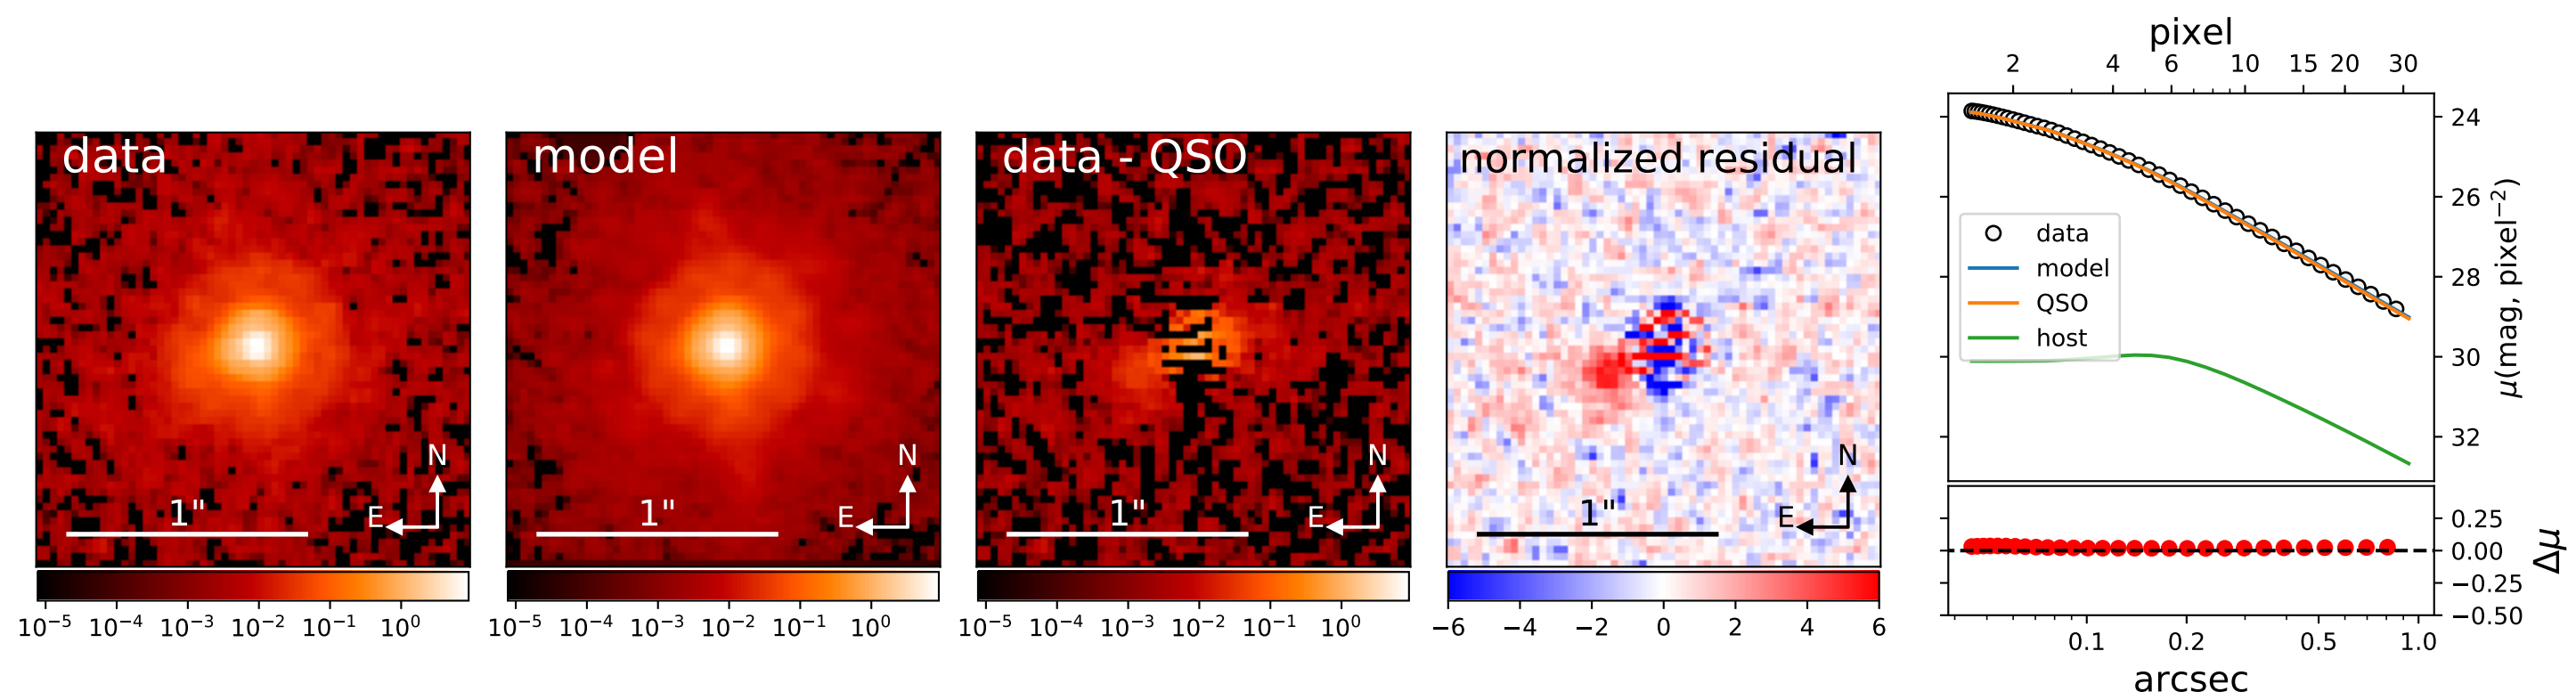 data
N
E
1"
10⁻⁵ 10⁻⁴ 10⁻³ 10⁻² 10⁻¹ 10⁰
model
N
E
1"
10⁻⁵ 10⁻⁴ 10⁻³ 10⁻² 10⁻¹ 10⁰
data - QSO
N
E
1"
10⁻⁵ 10⁻⁴ 10⁻³ 10⁻² 10⁻¹ 10⁰
normalized residual
N
E
1"
−6 −4 −2 0 2 4 6
pixel
2 4 6 10 15 20 30
data
model
QSO
host
24
26
28
30
32
μ(mag, pixel⁻²)
0.25
0.00
−0.25
−0.50
Δμ
0.1 0.2 0.5 1.0
arcsec